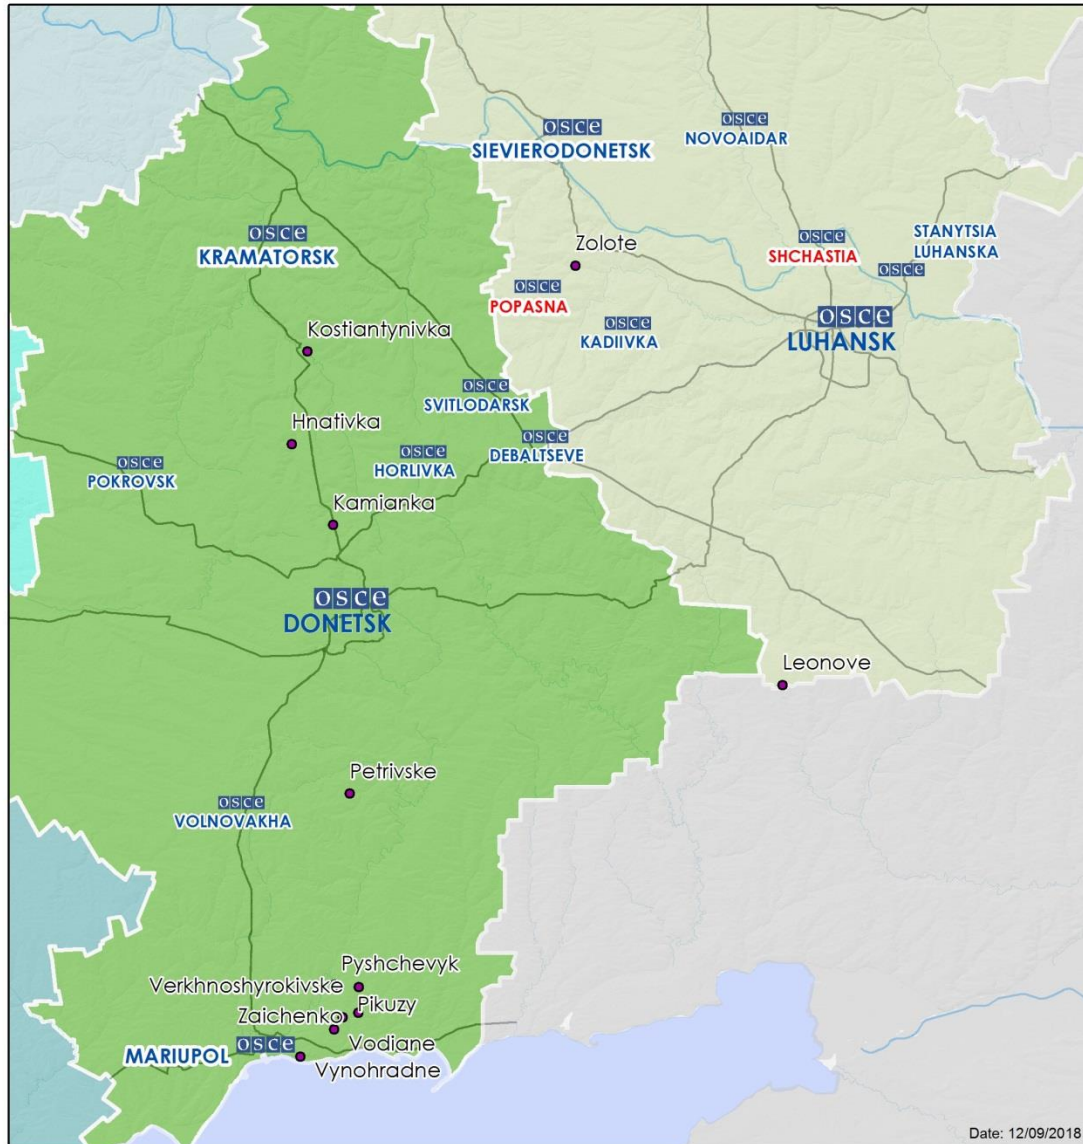 osce
SIEVIERODONETSK
osce
NOVOAIDAR
osce
KRAMATORSK
Zolote
osce
SHCHASTIA
STANYTSIA
LUHANSKA
osce
osce
POPASNA
osce
KADIIVKA
osce
LUHANSK
Kostiantynivka
osce
SVITLODARSK
Hnativka
osce
POKROVSK
osce
HORLIVKA
osce
DEBALTSEVE
Kamianka
osce
DONETSK
Leonove
Petrivske
osce
VOLNOVAKHA
Pyshchevyk
Verkhnoshyrokivske
Pikuzy
Zaichenko
Vodiane
osce
MARIUPOL
Vynohradne
Date: 12/09/2018